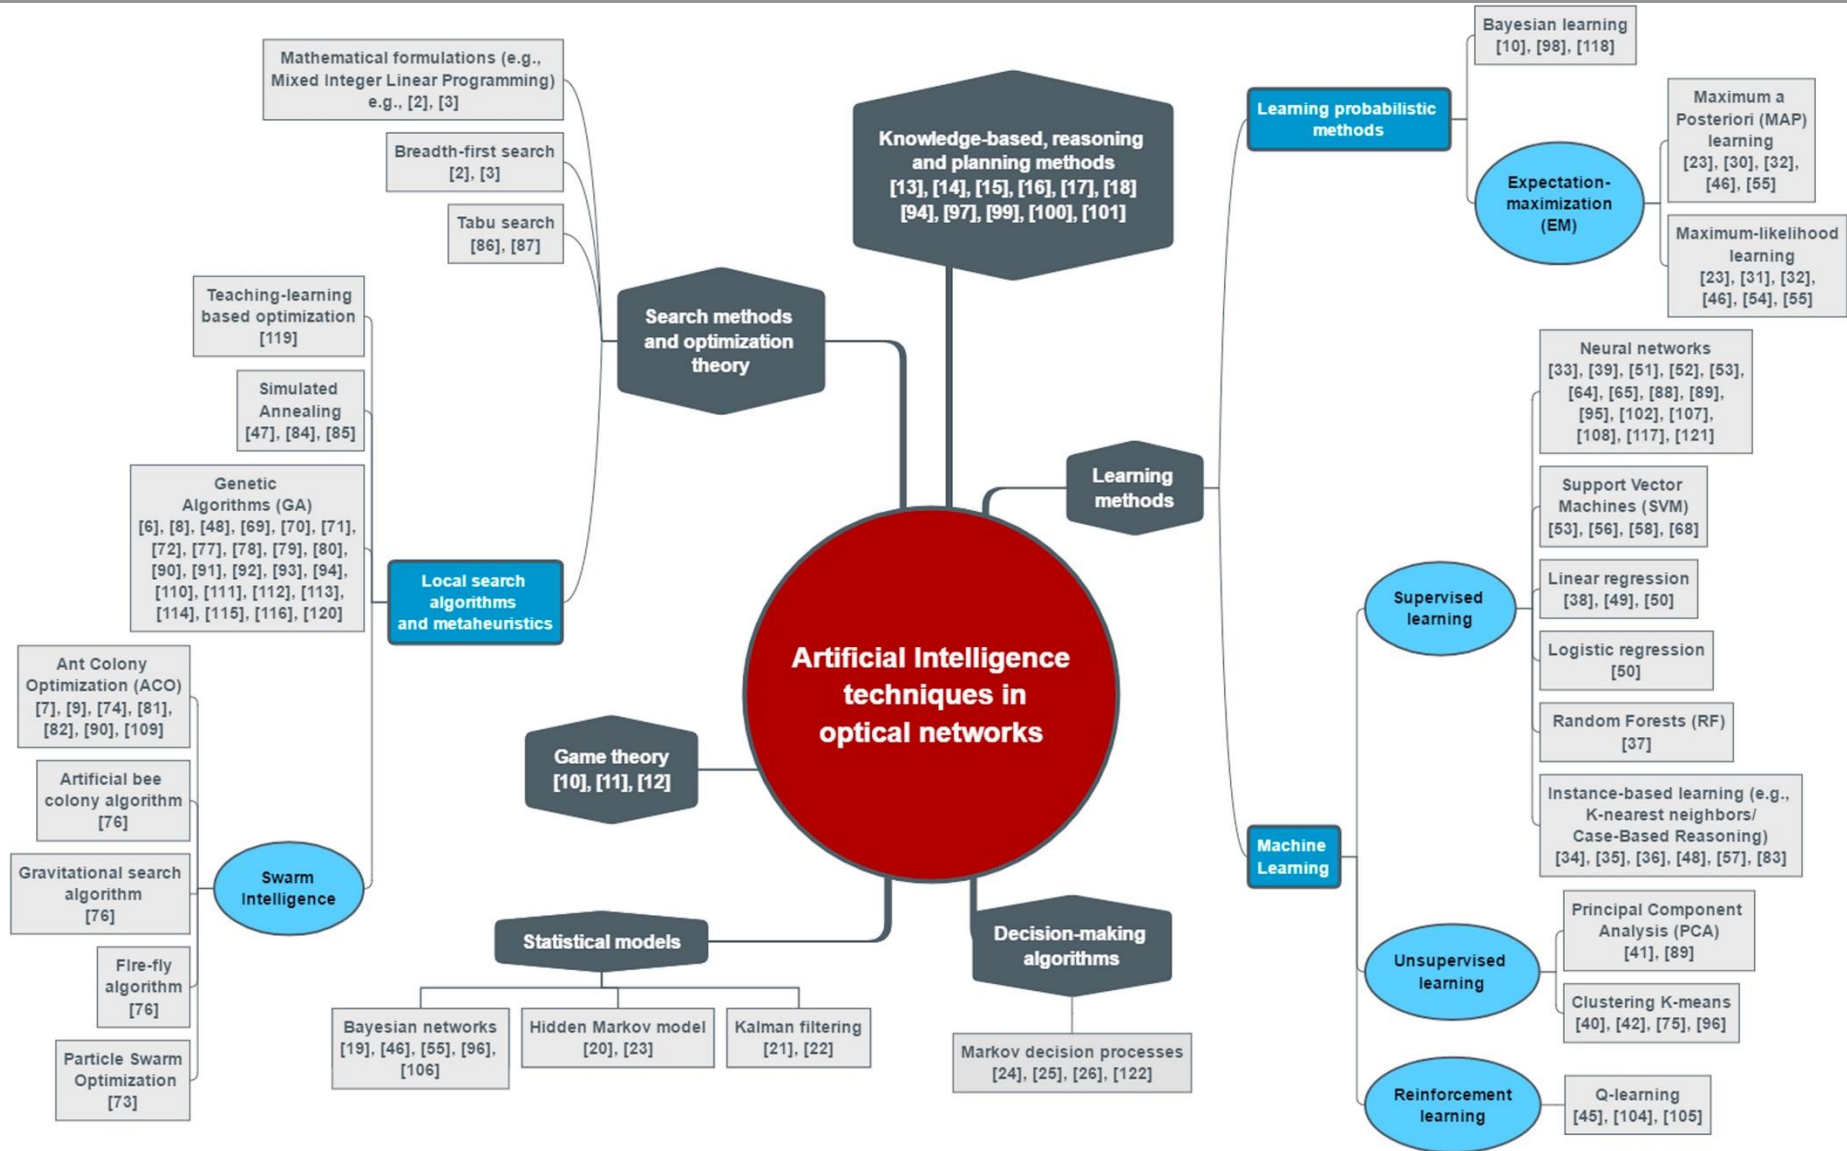 Artificial Intelligence
techniques in
optical networks
Knowledge-based, reasoning
and planning methods
[13], [14], [15], [16], [17], [18]
[94], [97], [99], [100], [101]
Search methods
and optimization
theory
Mathematical formulations (e.g.,
Mixed Integer Linear Programming)
e.g., [2], [3]
Breadth-first search
[2], [3]
Tabu search
[86], [87]
Local search
algorithms
and metaheuristics
Teaching-learning
based optimization
[119]
Simulated
Annealing
[47], [84], [85]
Genetic
Algorithms (GA)
[6], [8], [48], [69], [70], [71],
[72], [77], [78], [79], [80],
[90], [91], [92], [93], [94],
[110], [111], [112], [113],
[114], [115], [116], [120]
Swarm
Intelligence
Ant Colony
Optimization (ACO)
[7], [9], [74], [81],
[82], [90], [109]
Artificial bee
colony algorithm
[76]
Gravitational search
algorithm
[76]
Fire-fly
algorithm
[76]
Particle Swarm
Optimization
[73]
Game theory
[10], [11], [12]
Statistical models
Bayesian networks
[19], [46], [55], [96],
[106]
Hidden Markov model
[20], [23]
Kalman filtering
[21], [22]
Decision-making
algorithms
Markov decision processes
[24], [25], [26], [122]
Learning
methods
Learning probabilistic
methods
Bayesian learning
[10], [98], [118]
Expectation-
maximization
(EM)
Maximum a
Posteriori (MAP)
learning
[23], [30], [32],
[46], [55]
Maximum-likelihood
learning
[23], [31], [32],
[46], [54], [55]
Machine
Learning
Supervised
learning
Neural networks
[33], [39], [51], [52], [53],
[64], [65], [88], [89],
[95], [102], [107],
[108], [117], [121]
Support Vector
Machines (SVM)
[53], [56], [58], [68]
Linear regression
[38], [49], [50]
Logistic regression
[50]
Random Forests (RF)
[37]
Instance-based learning (e.g.,
K-nearest neighbors/
Case-Based Reasoning)
[34], [35], [36], [48], [57], [83]
Unsupervised
learning
Principal Component
Analysis (PCA)
[41], [89]
Clustering K-means
[40], [42], [75], [96]
Reinforcement
learning
Q-learning
[45], [104], [105]